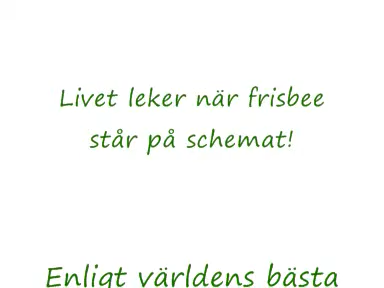 Livet leker när frisbee
står på schemat!
Enligt världens bästa